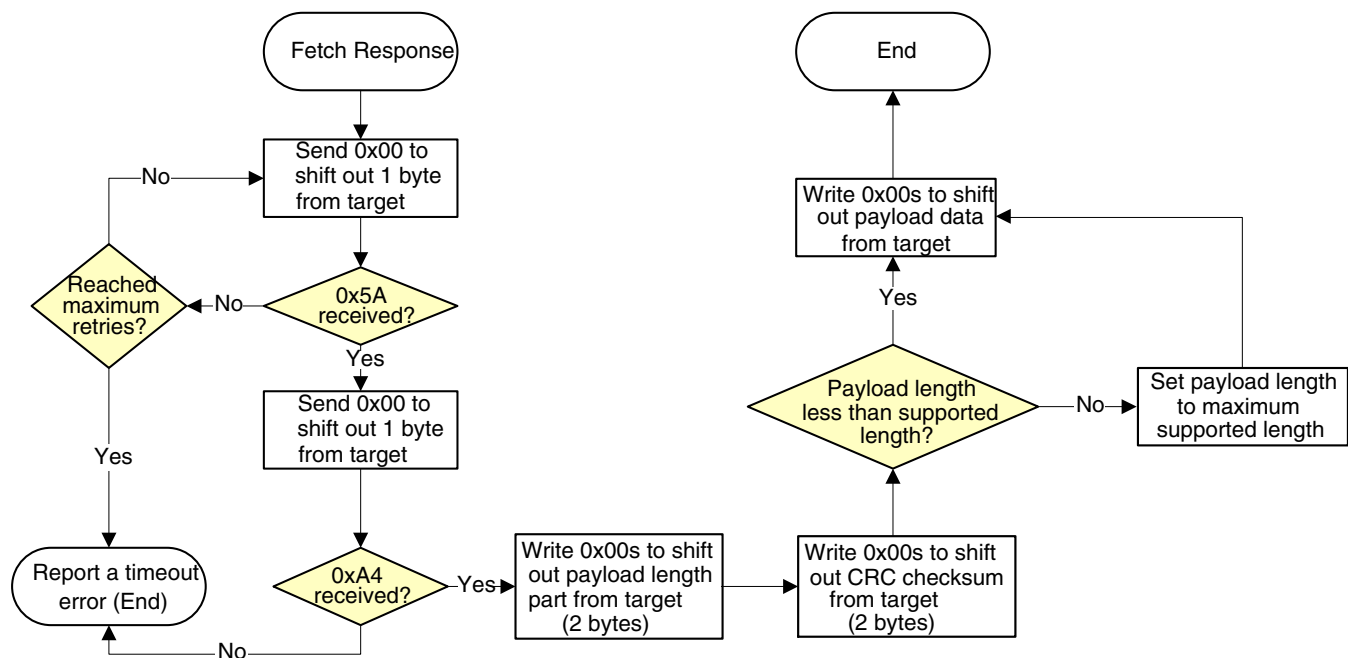 Fetch Response
End
Send 0x00 to
shift out 1 byte
from target
No
Write 0x00s to shift
out payload data
from target
Reached
maximum
retries?
No
0x5A
received?
Yes
Yes
Send 0x00 to
shift out 1 byte
from target
Payload length
less than supported
length?
No
Set payload length
to maximum
supported length
Yes
Report a timeout
error (End)
0xA4
received?
Yes
Write 0x00s to shift
out payload length
part from target
(2 bytes)
Write 0x00s to shift
out CRC checksum
from target
(2 bytes)
No